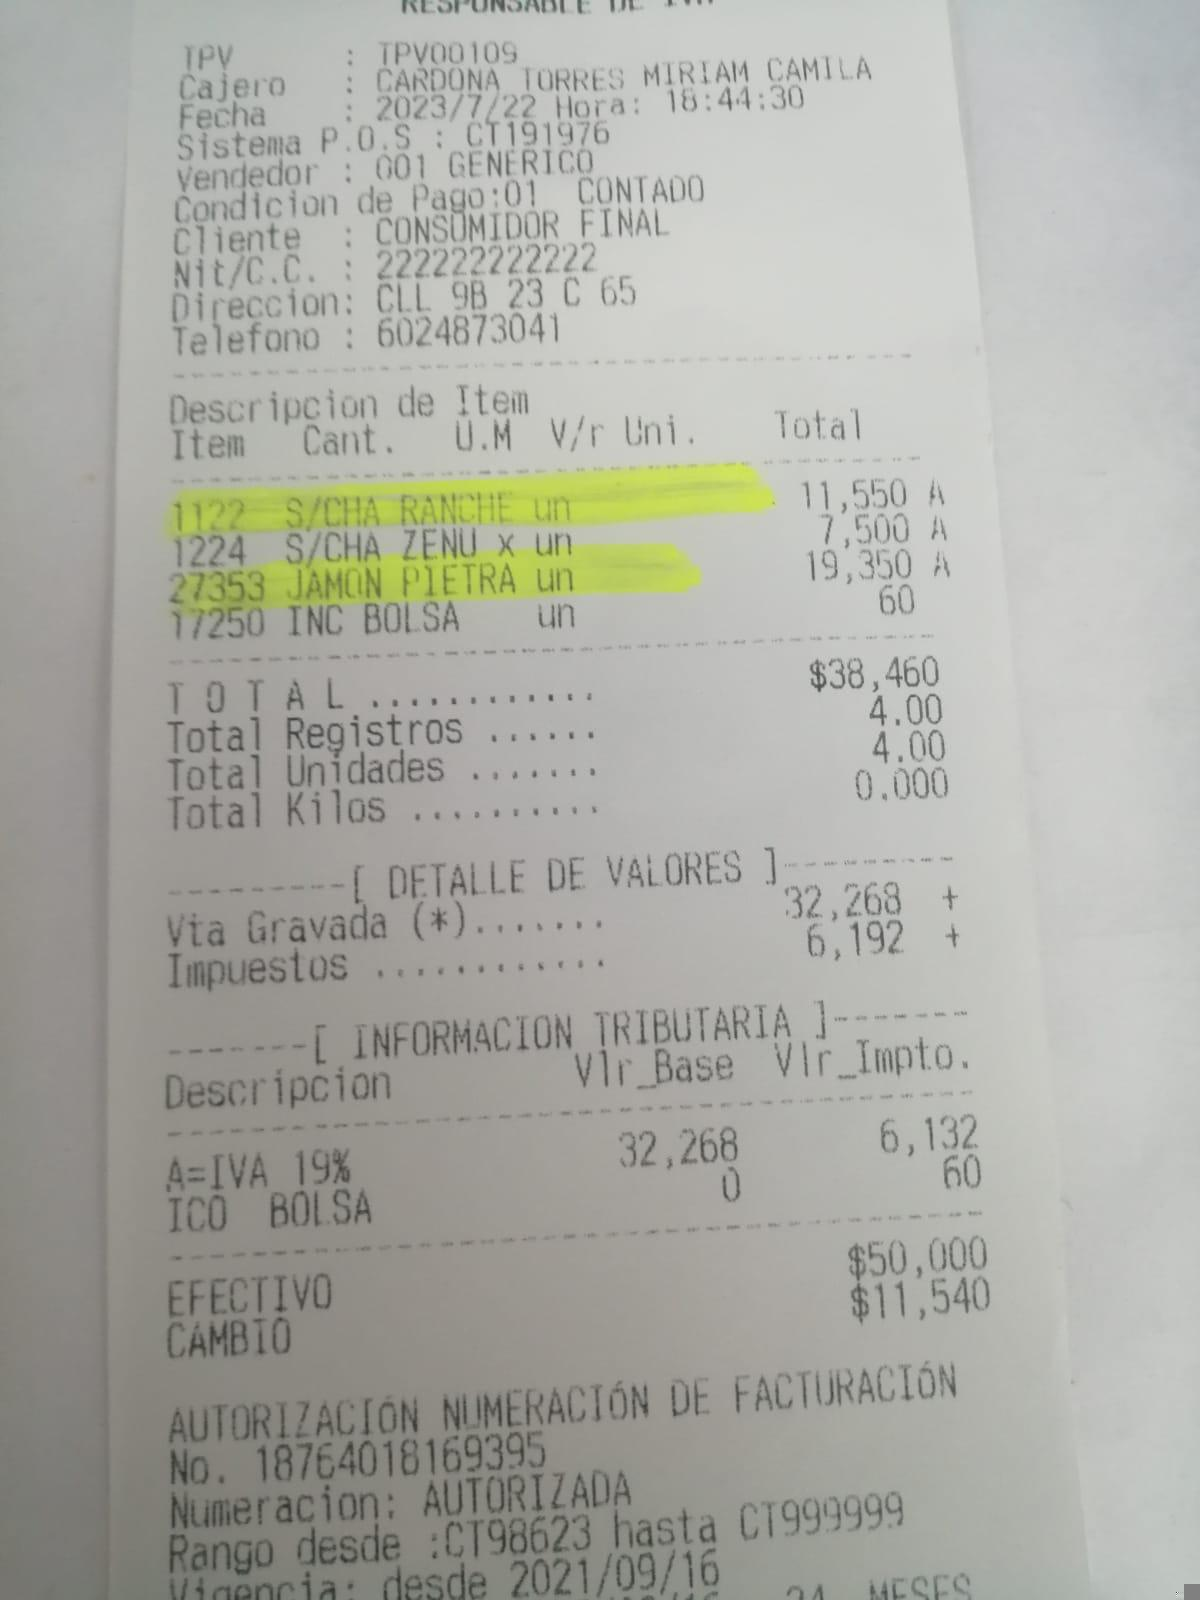 RESPONSABLE DE IVA
TPV : TPV00109
Cajero : CARDONA TORRES MIRIAM CAMILA
Fecha : 2023/7/22 Hora: 18:44:30
Sistema P.O.S : CT191976
Vendedor : 001 GENERICO
Condicion de Pago:01 CONTADO
Cliente : CONSUMIDOR FINAL
Nit/C.C. : 222222222222
Direccion: CLL 9B 23 C 65
Telefono : 6024873041
Descripcion de Item
Item Cant. U.M V/r Uni. Total
1122 S/CHA RANCHE un 11,550 A
1224 S/CHA ZENU x un 7,500 A
27353 JAMON PIETRA un 19,350 A
17250 INC BOLSA un 60
T O T A L ............ $38,460
Total Registros ...... 4.00
Total Unidades ....... 4.00
Total Kilos .......... 0.000
---------[ DETALLE DE VALORES ]---------
Vta Gravada (*)....... 32,268 +
Impuestos ............ 6,192 +
-------[ INFORMACION TRIBUTARIA ]-------
Descripcion Vlr_Base Vlr_Impto.
A=IVA 19% 32,268 6,132
ICO BOLSA 0 60
EFECTIVO $50,000
CAMBIO $11,540
AUTORIZACIÓN NUMERACIÓN DE FACTURACIÓN
No. 18764018169395
Numeracion: AUTORIZADA
Rango desde :CT98623 hasta CT999999
Vigencia: desde 2021/09/16
24 MESES